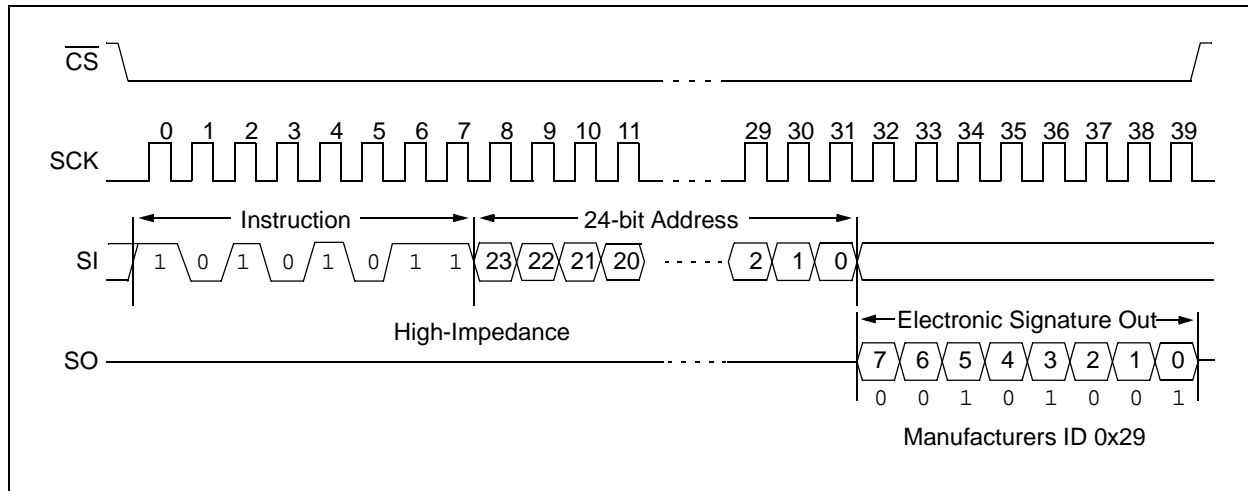 CS
0 1 2 3 4 5 6 7 8 9 10 11 29 30 31 32 33 34 35 36 37 38 39
SCK
Instruction 24-bit Address
SI 1 0 1 0 1 0 1 1 23 22 21 20 2 1 0
High-Impedance Electronic Signature Out
SO 7 6 5 4 3 2 1 0
0 0 1 0 1 0 0 1
Manufacturers ID 0x29